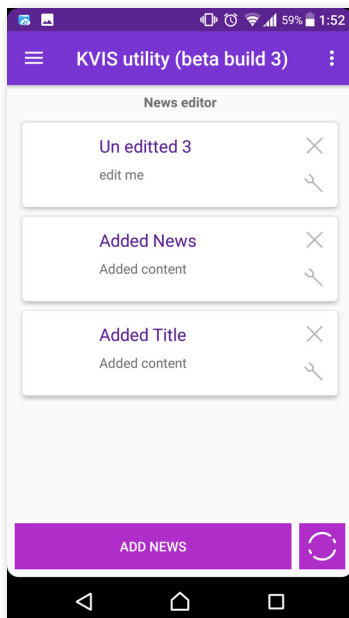 59% 1:52
KVIS utility (beta build 3)
News editor
Un editted 3
edit me
Added News
Added content
Added Title
Added content
ADD NEWS